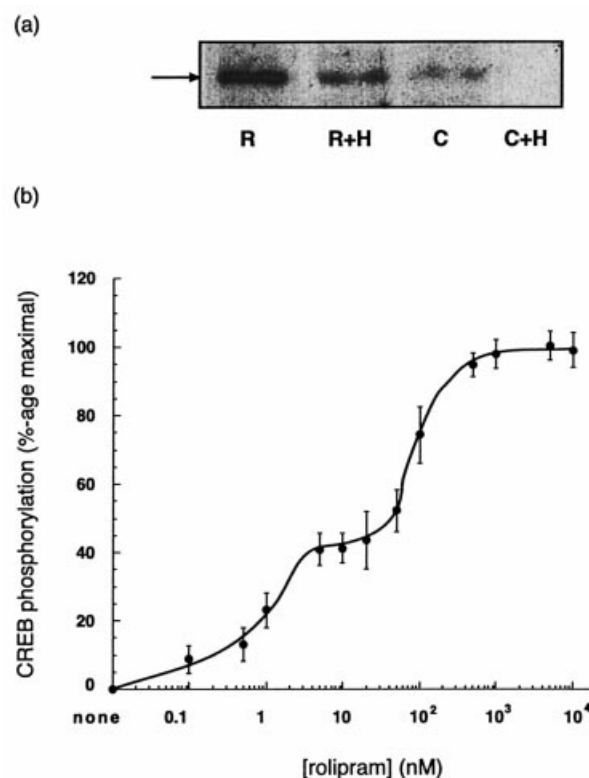 (a)
R R+H C C+H
(b)
CREB phosphorylation (%-age maximal)
120
100
80
60
40
20
0
none 0.1 1 10 10² 10³ 10⁴
[rolipram] (nM)